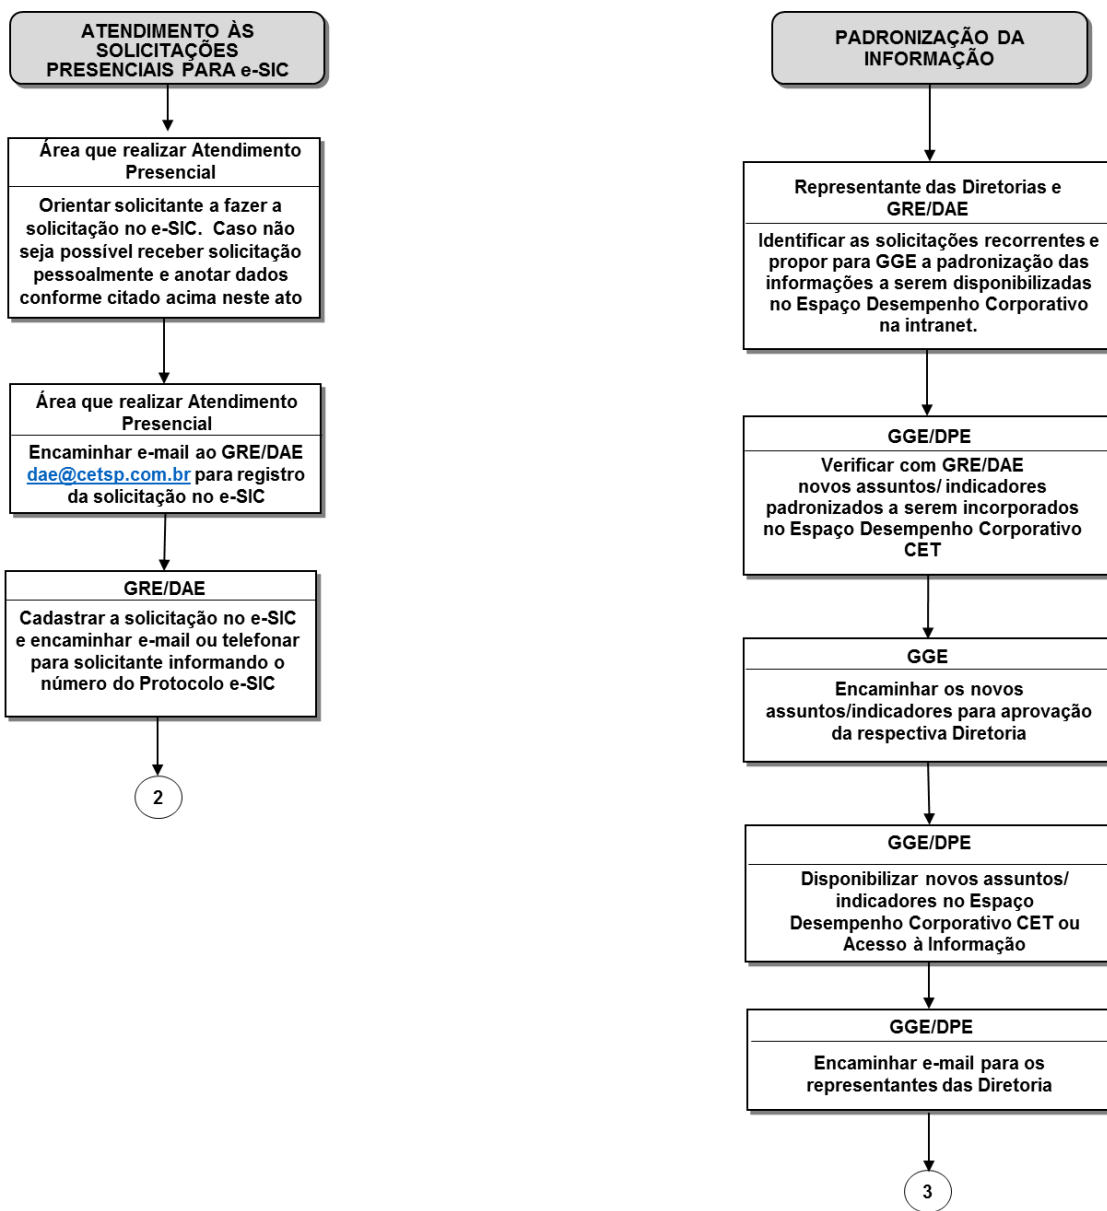 ATENDIMENTO ÀS
SOLICITAÇÕES
PRESENCIAIS PARA e-SIC
Área que realizar Atendimento
Presencial
Orientar solicitante a fazer a
solicitação no e-SIC. Caso não
seja possível receber solicitação
pessoalmente e anotar dados
conforme citado acima neste ato
Área que realizar Atendimento
Presencial
Encaminhar e-mail ao GRE/DAE
dae@cetsp.com.br para registro
da solicitação no e-SIC
GRE/DAE
Cadastrar a solicitação no e-SIC
e encaminhar e-mail ou telefonar
para solicitante informando o
número do Protocolo e-SIC
2
PADRONIZAÇÃO DA
INFORMAÇÃO
Representante das Diretorias e
GRE/DAE
Identificar as solicitações recorrentes e
propor para GGE a padronização das
informações a serem disponibilizadas
no Espaço Desempenho Corporativo
na intranet.
GGE/DPE
Verificar com GRE/DAE
novos assuntos/ indicadores
padronizados a serem incorporados
no Espaço Desempenho Corporativo
CET
GGE
Encaminhar os novos
assuntos/indicadores para aprovação
da respectiva Diretoria
GGE/DPE
Disponibilizar novos assuntos/
indicadores no Espaço
Desempenho Corporativo CET ou
Acesso à Informação
GGE/DPE
Encaminhar e-mail para os
representantes das Diretoria
3